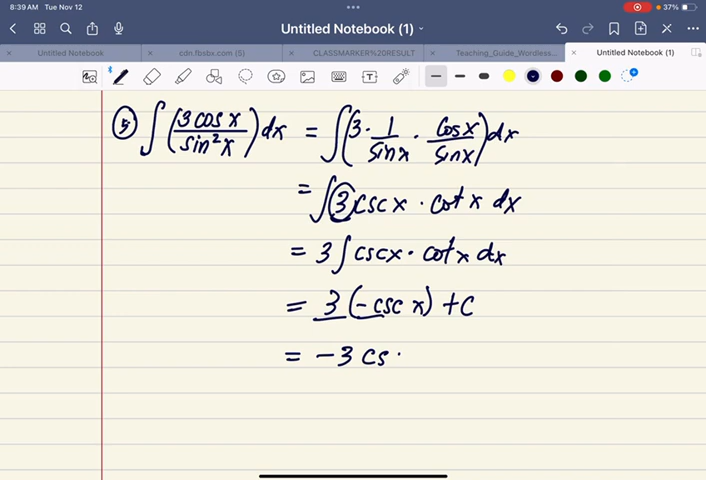 8:39 AM Tue Nov 12
37%
Untitled Notebook (1)
Untitled Notebook
cdn.fbsbx.com (5)
CLASSMARKER%20RESULT
Teaching_Guide_Wordless...
Untitled Notebook (1)
5 ∫(3 cos x / sin² x) dx = ∫(3 · 1/sin x · cos x/sin x) dx
= ∫ 3 csc x · cot x dx
= 3 ∫ csc x · cot x dx
= 3 (-csc x) + C
= -3 cs